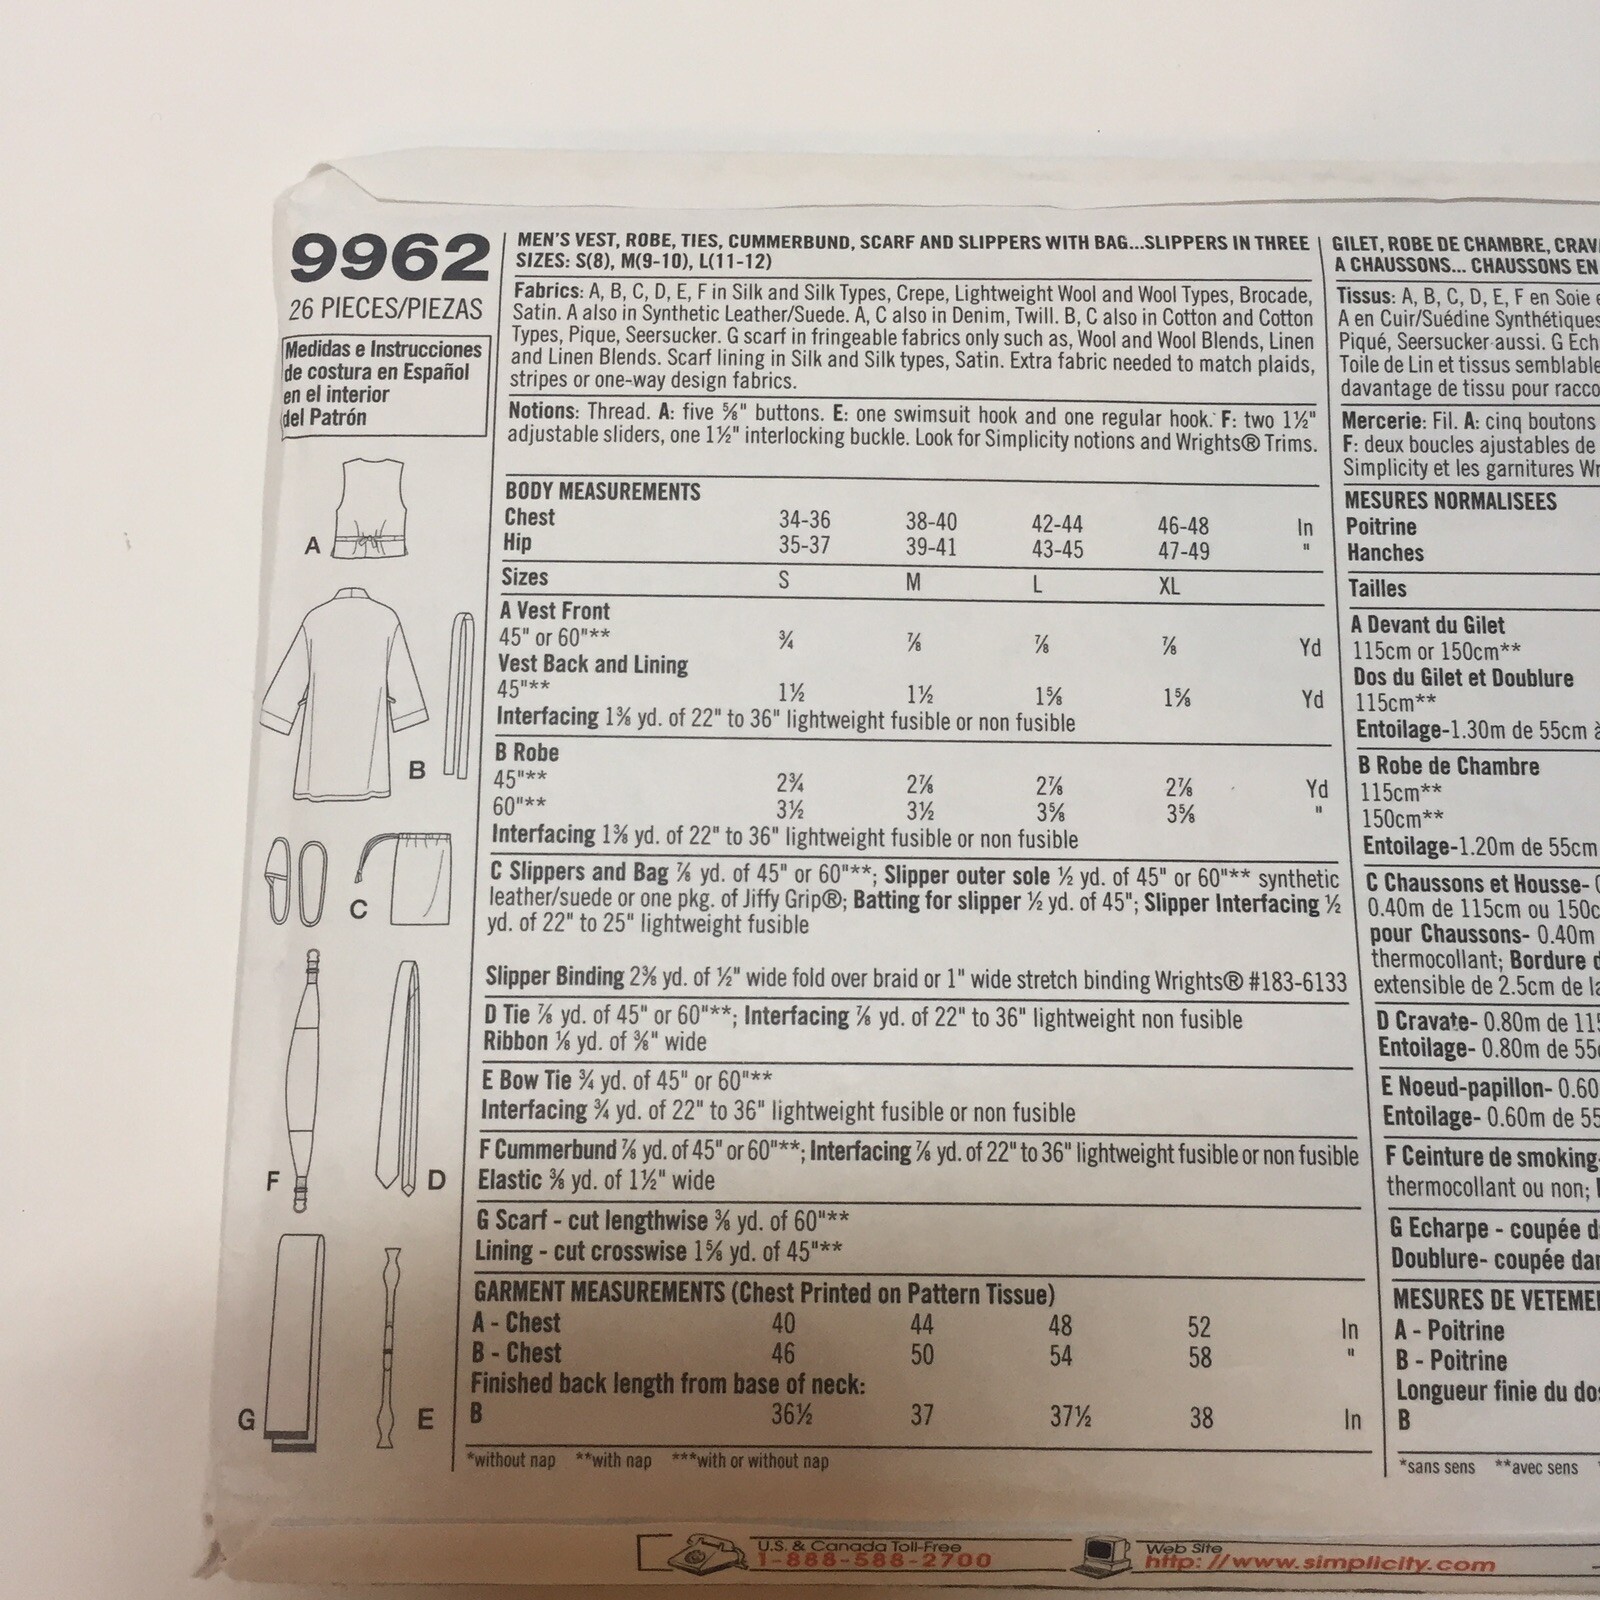 9962
26 PIECES/PIEZAS
Medidas e Instrucciones
de costura en Español
en el interior
del Patrón
A
B
C
F
D
G
E
MEN'S VEST, ROBE, TIES, CUMMERBUND, SCARF AND SLIPPERS WITH BAG...SLIPPERS IN THREE
SIZES: S(8), M(9-10), L(11-12)
Fabrics: A, B, C, D, E, F in Silk and Silk Types, Crepe, Lightweight Wool and Wool Types, Brocade,
Satin. A also in Synthetic Leather/Suede. A, C also in Denim, Twill. B, C also in Cotton and Cotton
Types, Pique, Seersucker. G scarf in fringeable fabrics only such as, Wool and Wool Blends, Linen
and Linen Blends. Scarf lining in Silk and Silk types, Satin. Extra fabric needed to match plaids,
stripes or one-way design fabrics.
Notions: Thread. A: five ⅝" buttons. E: one swimsuit hook and one regular hook. F: two 1½"
adjustable sliders, one 1½" interlocking buckle. Look for Simplicity notions and Wrights® Trims.
BODY MEASUREMENTS
Chest 34-36 38-40 42-44 46-48 In
Hip 35-37 39-41 43-45 47-49 "
Sizes S M L XL
A Vest Front
45" or 60"** ¾ ⅞ ⅞ ⅞ Yd
Vest Back and Lining
45"** 1½ 1½ 1⅝ 1⅝ Yd
Interfacing 1⅜ yd. of 22" to 36" lightweight fusible or non fusible
B Robe
45"** 2¾ 2⅞ 2⅞ 2⅞ Yd
60"** 3½ 3½ 3⅝ 3⅝ "
Interfacing 1⅜ yd. of 22" to 36" lightweight fusible or non fusible
C Slippers and Bag ⅞ yd. of 45" or 60"**; Slipper outer sole ½ yd. of 45" or 60"** synthetic
leather/suede or one pkg. of Jiffy Grip®; Batting for slipper ½ yd. of 45"; Slipper Interfacing ½
yd. of 22" to 25" lightweight fusible
Slipper Binding 2⅜ yd. of ½" wide fold over braid or 1" wide stretch binding Wrights® #183-6133
D Tie ⅞ yd. of 45" or 60"**; Interfacing ⅞ yd. of 22" to 36" lightweight non fusible
Ribbon ⅛ yd. of ⅜" wide
E Bow Tie ¾ yd. of 45" or 60"**
Interfacing ¾ yd. of 22" to 36" lightweight fusible or non fusible
F Cummerbund ⅞ yd. of 45" or 60"**; Interfacing ⅞ yd. of 22" to 36" lightweight fusible or non fusible
Elastic ⅜ yd. of 1½" wide
G Scarf - cut lengthwise ⅜ yd. of 60"**
Lining - cut crosswise 1⅝ yd. of 45"**
GARMENT MEASUREMENTS (Chest Printed on Pattern Tissue)
A - Chest 40 44 48 52 In
B - Chest 46 50 54 58 "
Finished back length from base of neck:
B 36½ 37 37½ 38 In
*without nap **with nap ***with or without nap
GILET, ROBE DE CHAMBRE, CRAV
A CHAUSSONS... CHAUSSONS EN
Tissus: A, B, C, D, E, F en Soie e
A en Cuir/Suédine Synthétiques
Piqué, Seersucker aussi. G Ech
Toile de Lin et tissus semblable
davantage de tissu pour racco
Mercerie: Fil. A: cinq boutons
F: deux boucles ajustables de
Simplicity et les garnitures Wr
MESURES NORMALISEES
Poitrine
Hanches
Tailles
A Devant du Gilet
115cm or 150cm**
Dos du Gilet et Doublure
115cm**
Entoilage-1.30m de 55cm à
B Robe de Chambre
115cm**
150cm**
Entoilage-1.20m de 55cm
C Chaussons et Housse-
0.40m de 115cm ou 150c
pour Chaussons- 0.40m
thermocollant; Bordure d
extensible de 2.5cm de la
D Cravate- 0.80m de 115
Entoilage- 0.80m de 55
E Noeud-papillon- 0.60
Entoilage- 0.60m de 55
F Ceinture de smoking-
thermocollant ou non;
G Echarpe - coupée d
Doublure- coupée dan
MESURES DE VETEME
A - Poitrine
B - Poitrine
Longueur finie du dos
B
*sans sens **avec sens
U.S. & Canada Toll-Free
1-888-588-2700
Web Site
http://www.simplicity.com